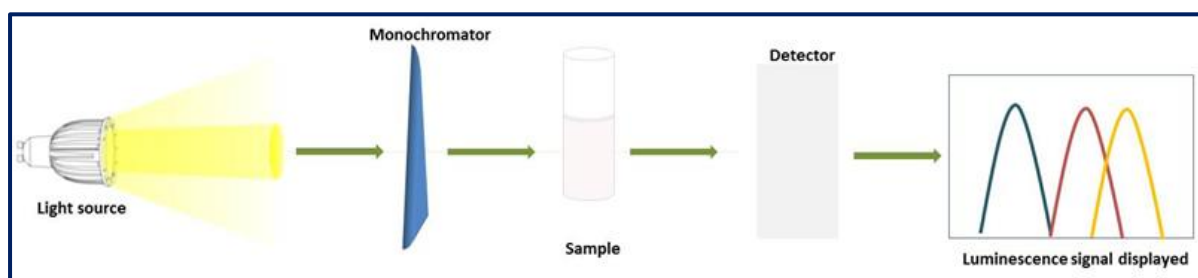 Monochromator
Detector
Light source
Sample
Luminescence signal displayed